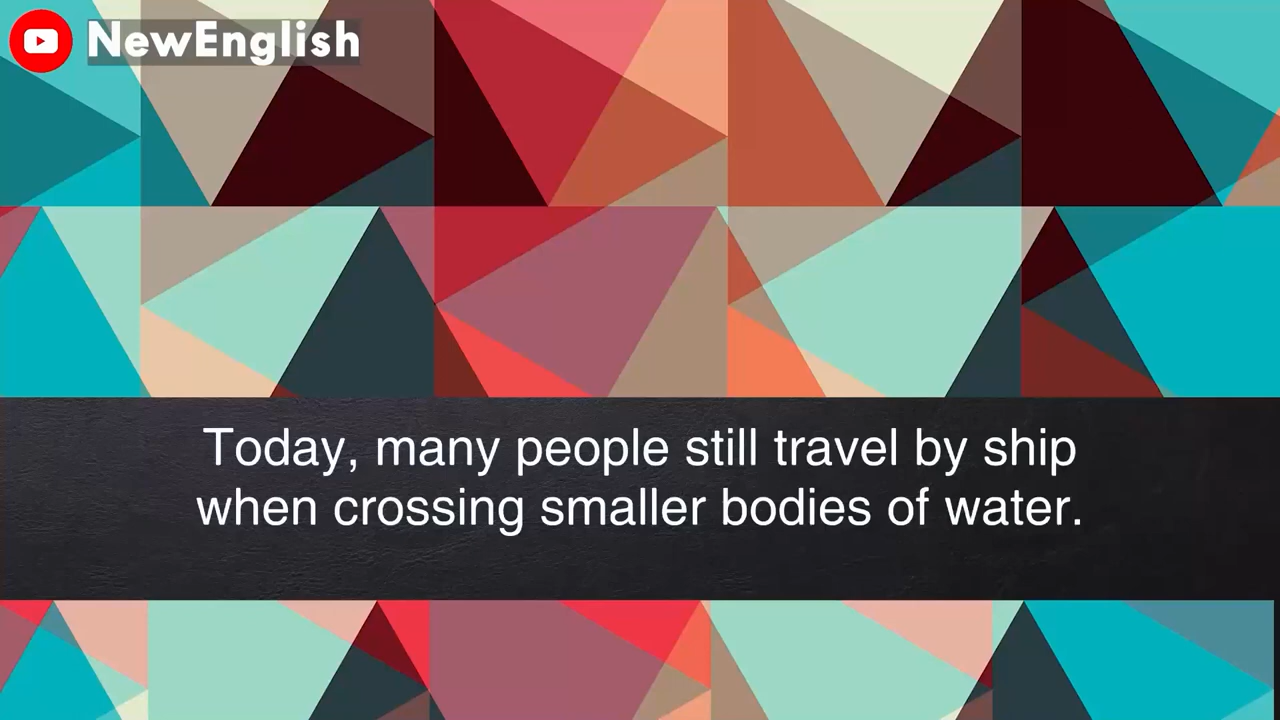 NewEnglish
Today, many people still travel by ship
when crossing smaller bodies of water.